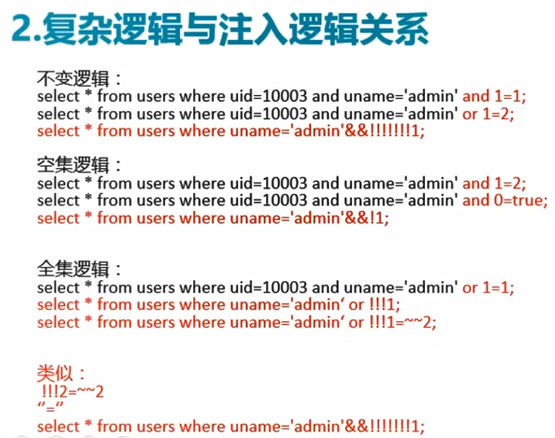 2.复杂逻辑与注入逻辑关系
不变逻辑：
select * from users where uid=10003 and uname='admin' and 1=1;
select * from users where uid=10003 and uname='admin' or 1=2;
select * from users where uname='admin'&&!!!!!!!1;
空集逻辑：
select * from users where uid=10003 and uname='admin' and 1=2;
select * from users where uid=10003 and uname='admin' and 0=true;
select * from users where uname='admin'&&!1;
全集逻辑：
select * from users where uid=10003 and uname='admin' or 1=1;
select * from users where uname='admin‘ or !!!1;
select * from users where uname='admin‘ or !!!1=~~2;
类似：
!!!2=~~2
‘’=‘’
select * from users where uname='admin'&&!!!!!!!1;